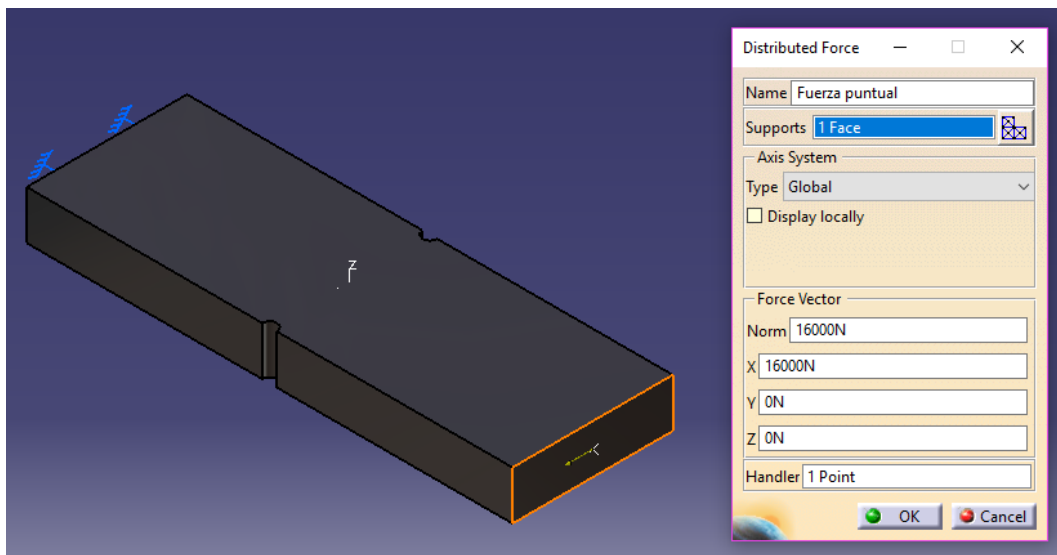 Distributed Force
Name Fuerza puntual
Supports 1 Face
Axis System
Type Global
Display locally
Force Vector
Norm 16000N
X 16000N
Y 0N
Z 0N
Handler 1 Point
OK Cancel
Z